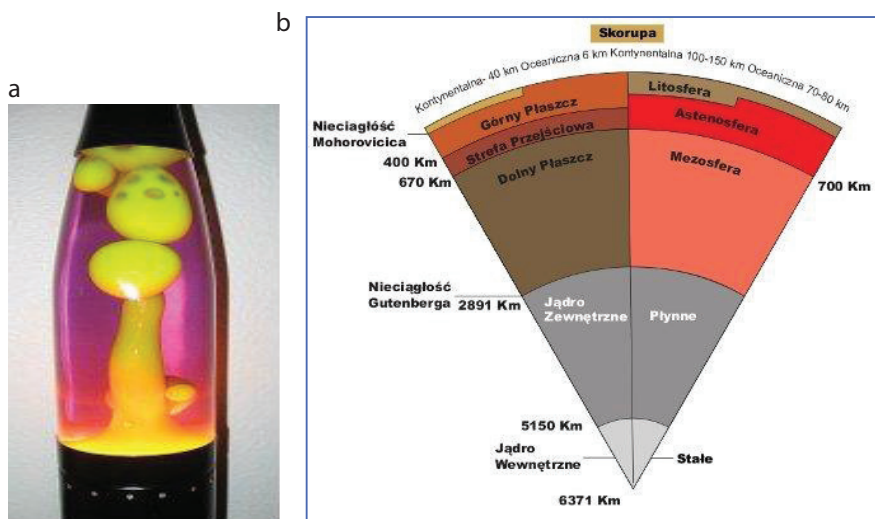 a
b
Skorupa
Kontynentalna- 40 km Oceaniczna 6 km Kontynentalna 100-150 km Oceaniczna 70-80 km
Litosfera
Górny Płaszcz
Astenosfera
Nieciągłóść
Mohorovicica
Strefa Przejściowa
400 Km
Dolny Płaszcz
Mezosfera
670 Km
700 Km
Nieciągłość
Gutenberga
2891 Km
Jądro
Zewnętrzne
Płynne
5150 Km
Jądro
Wewnętrzne
Stałe
6371 Km